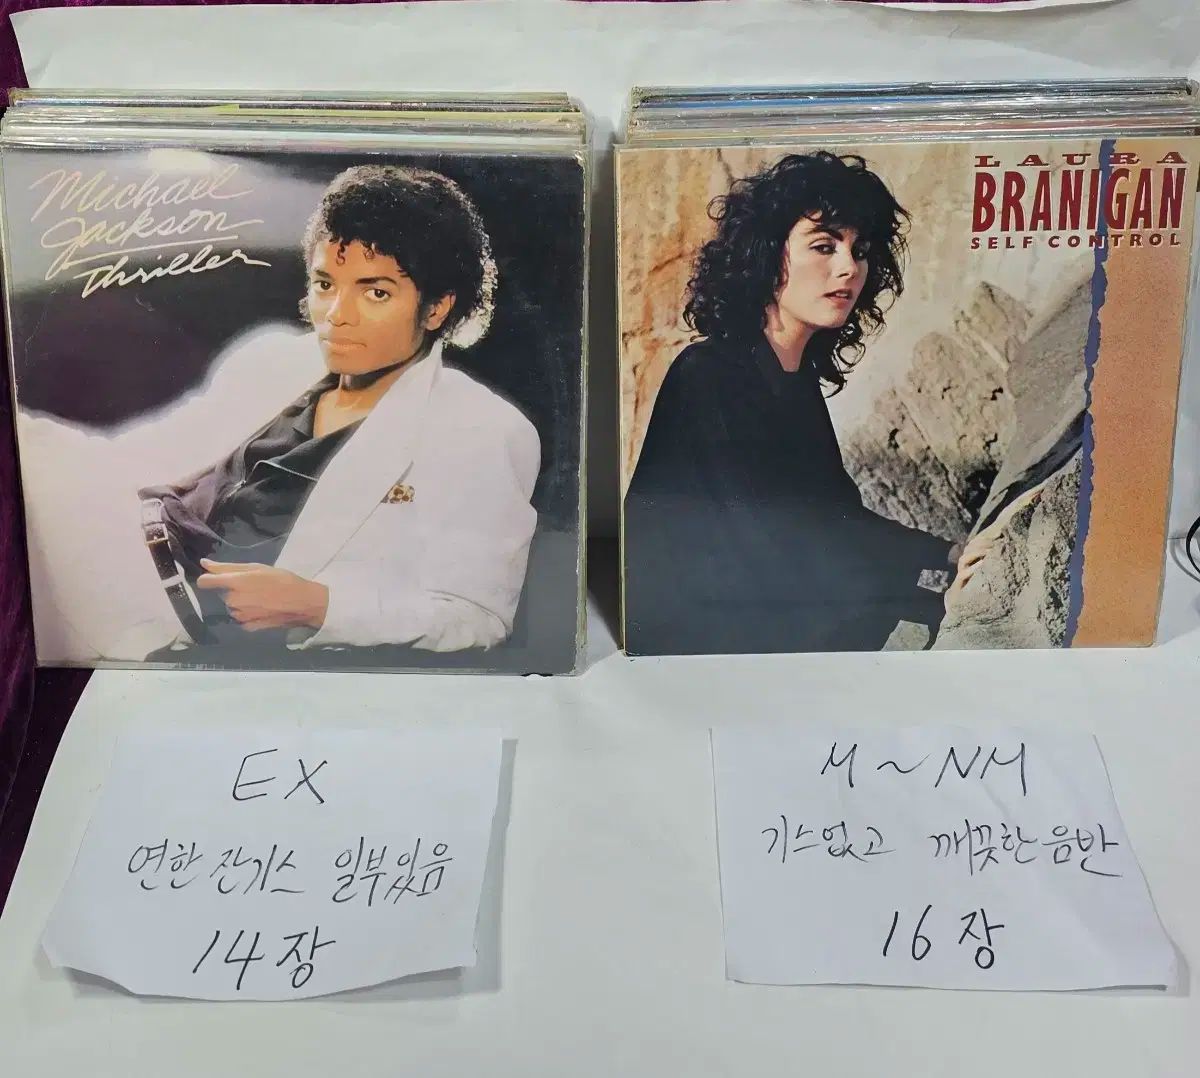 Michael
Jackson
Thriller
LAURA
BRANIGAN
SELF CONTROL
EX
연한 잔기스 일부있음
14장
M ~ NM
기스없고 깨끗한 음반
16장